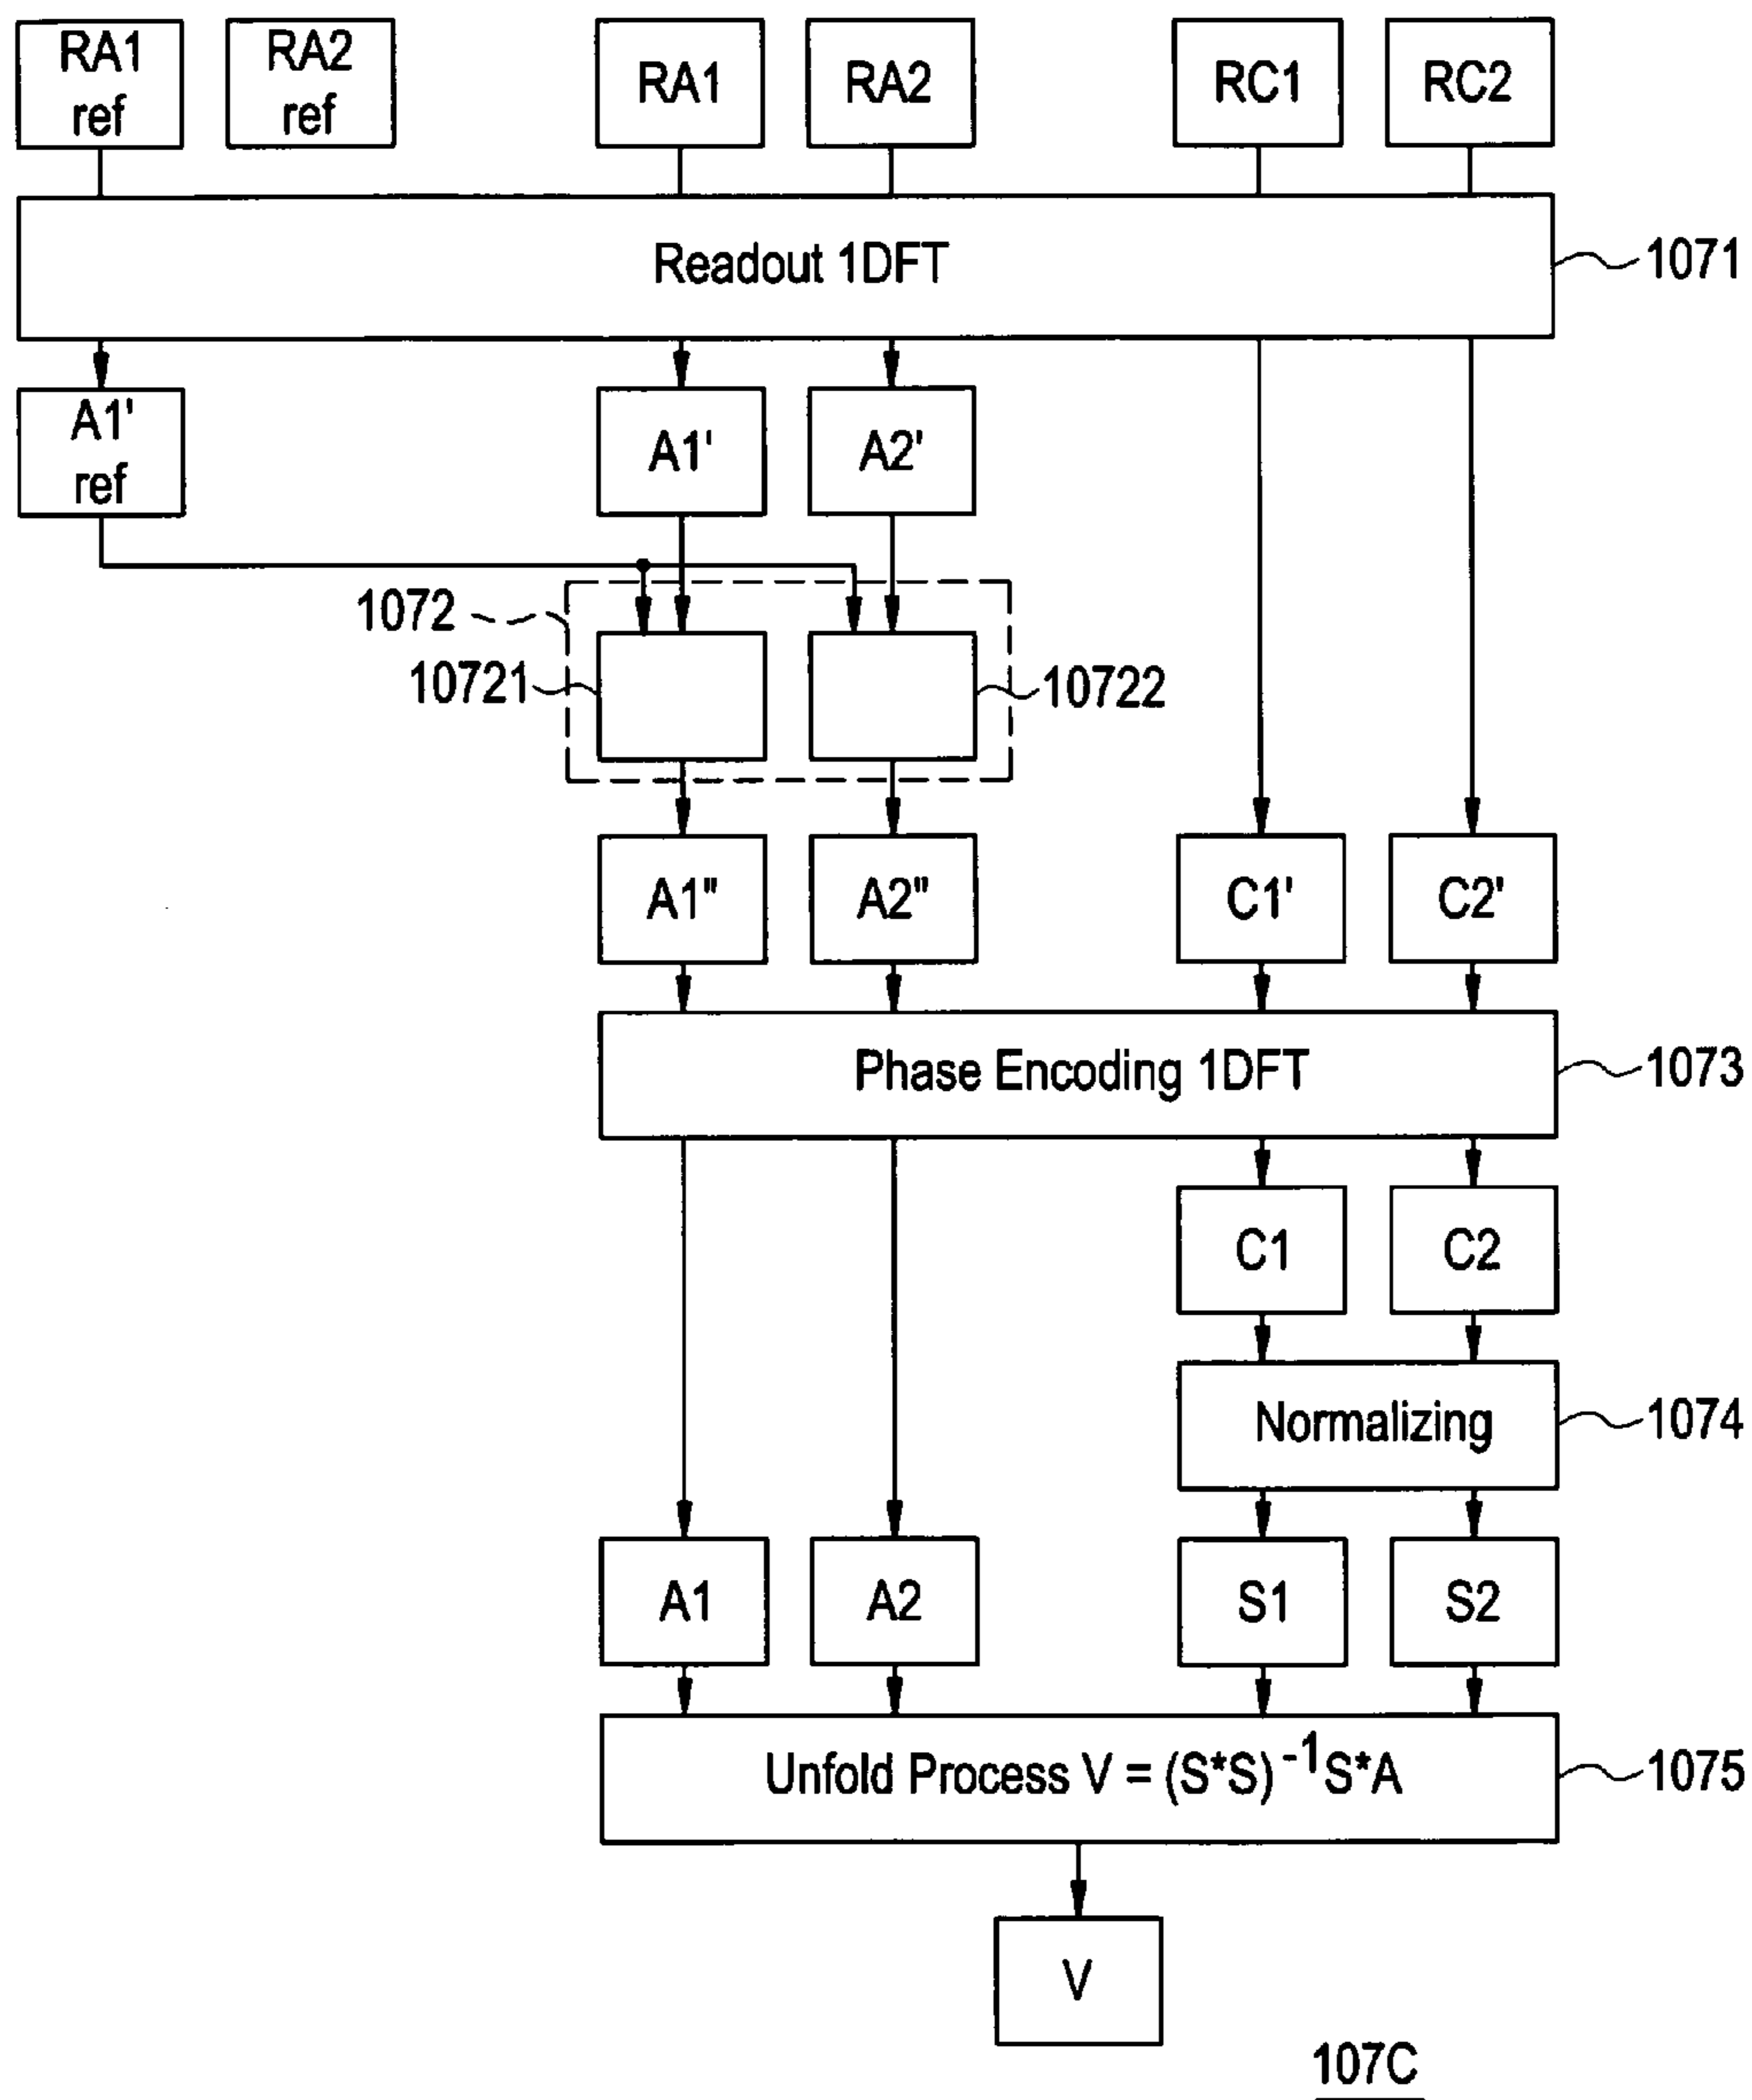 RA1
ref
RA2
ref
RA1
RA2
RC1
RC2
Readout 1DFT
1071
A1'
ref
A1'
A2'
1072
10721
10722
A1"
A2"
C1'
C2'
Phase Encoding 1DFT
1073
C1
C2
Normalizing
1074
A1
A2
S1
S2
Unfold Process V = (S*S)⁻¹S*A
1075
V
107C